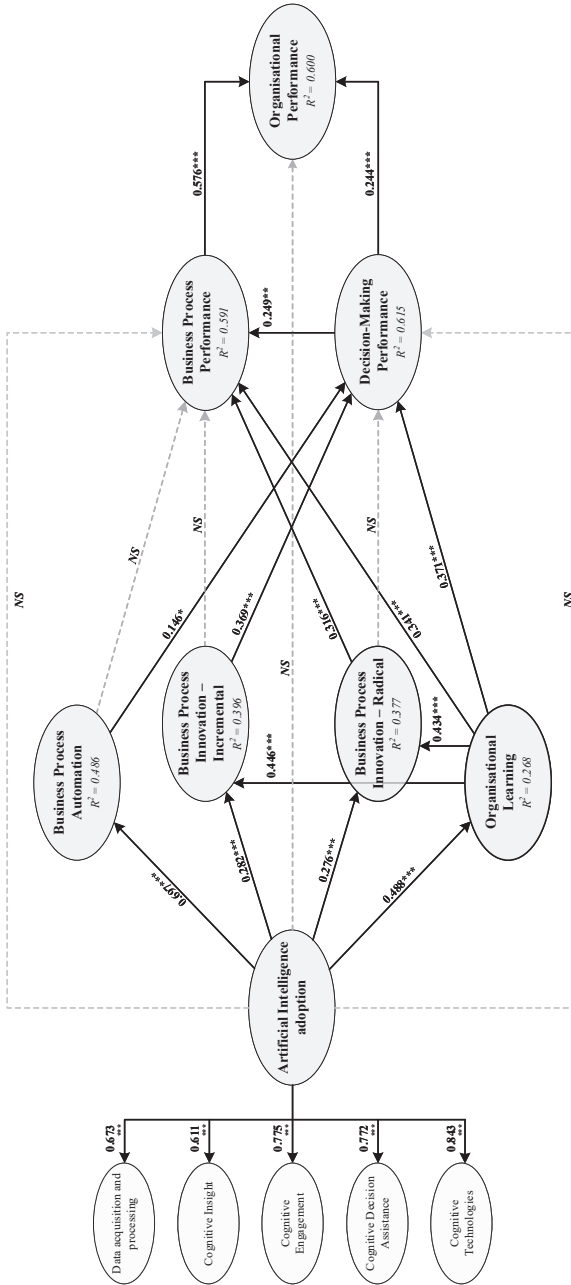 Data acquisition and
processing
Cognitive Insight
Cognitive
Engagement
Cognitive Decision
Assistance
Cognitive
Technologies
0.673
***
0.611
***
0.775
***
0.772
***
0.843
***
Artificial Intelligence
adoption
0.697***
0.282***
0.276***
0.488***
Business Process
Automation
R² = 0.486
Business Process
Innovation –
Incremental
R² = 0.396
Business Process
Innovation – Radical
R² = 0.377
Organisational
Learning
R² = 0.268
0.446***
0.434***
NS
NS
NS
NS
NS
NS
0.146*
0.369***
0.316***
0.341***
0.371***
Business Process
Performance
R² = 0.591
Decision-Making
Performance
R² = 0.615
0.249**
0.576***
0.244***
Organisational
Performance
R² = 0.600